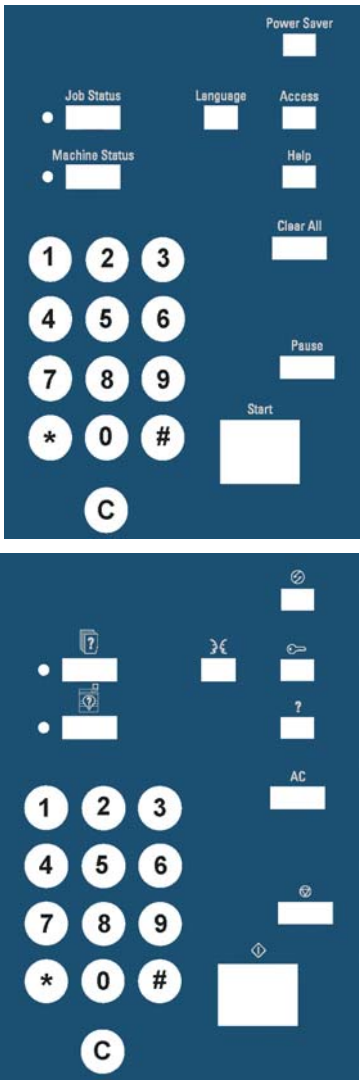 Power Saver
Job Status Language Access
Machine Status Help
Clear All
1 2 3
4 5 6
Pause
7 8 9
Start
* 0 #
C
?
? ?
AC
1 2 3
4 5 6
7 8 9
* 0 #
C